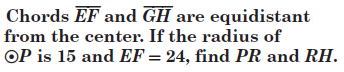 Chords EF and GH are equidistant
from the center. If the radius of
⊙P is 15 and EF = 24, find PR and RH.